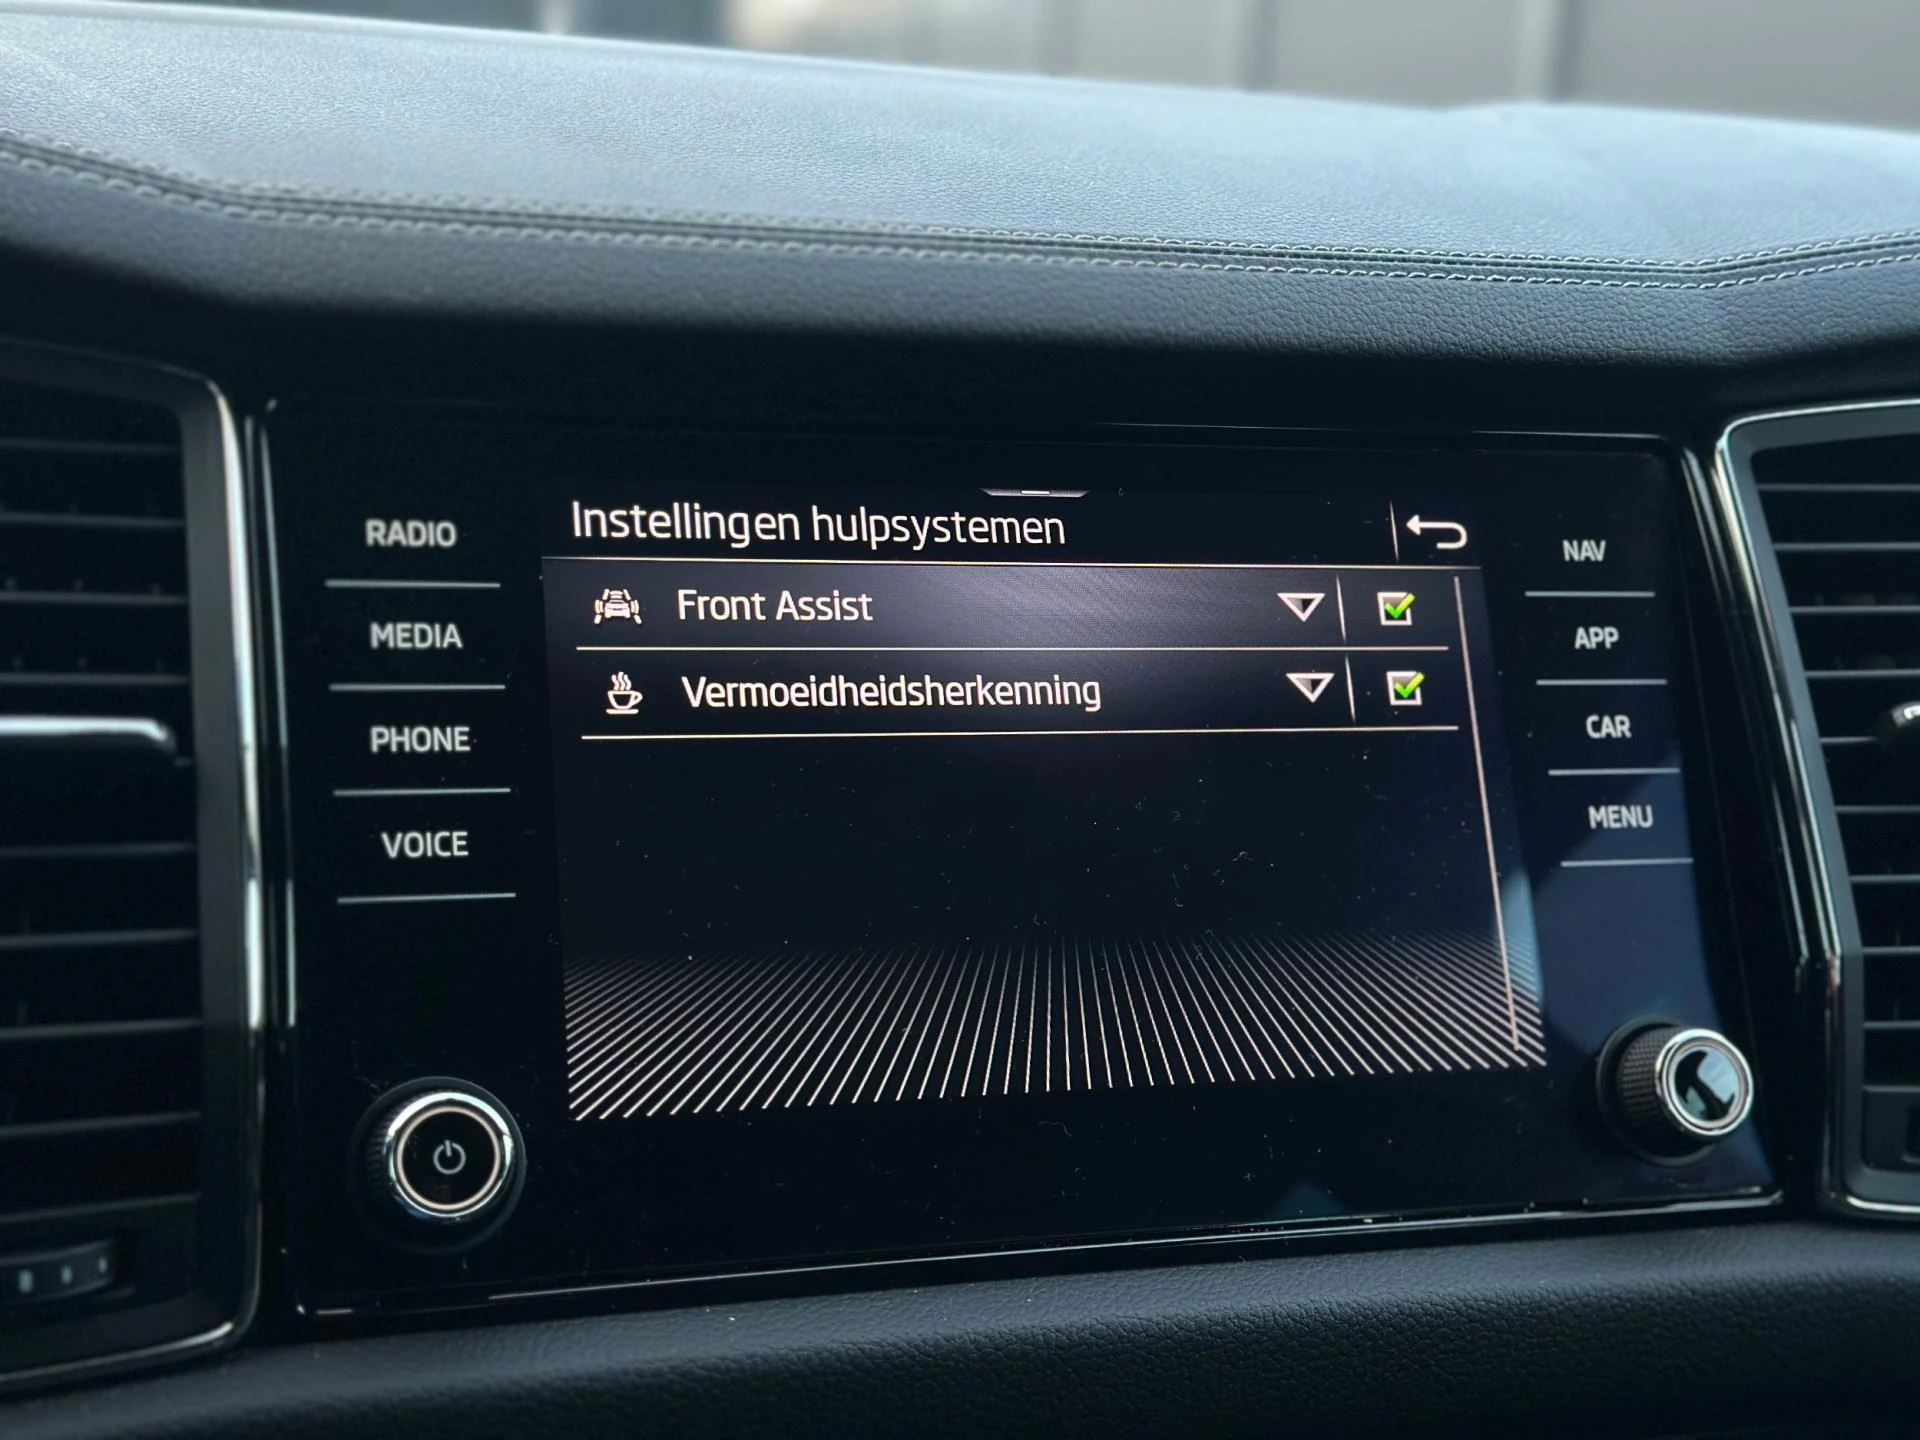 Instellingen hulpsystemen
RADIO
MEDIA
PHONE
VOICE
Front Assist
Vermoeidheidsherkenning
NAV
APP
CAR
MENU